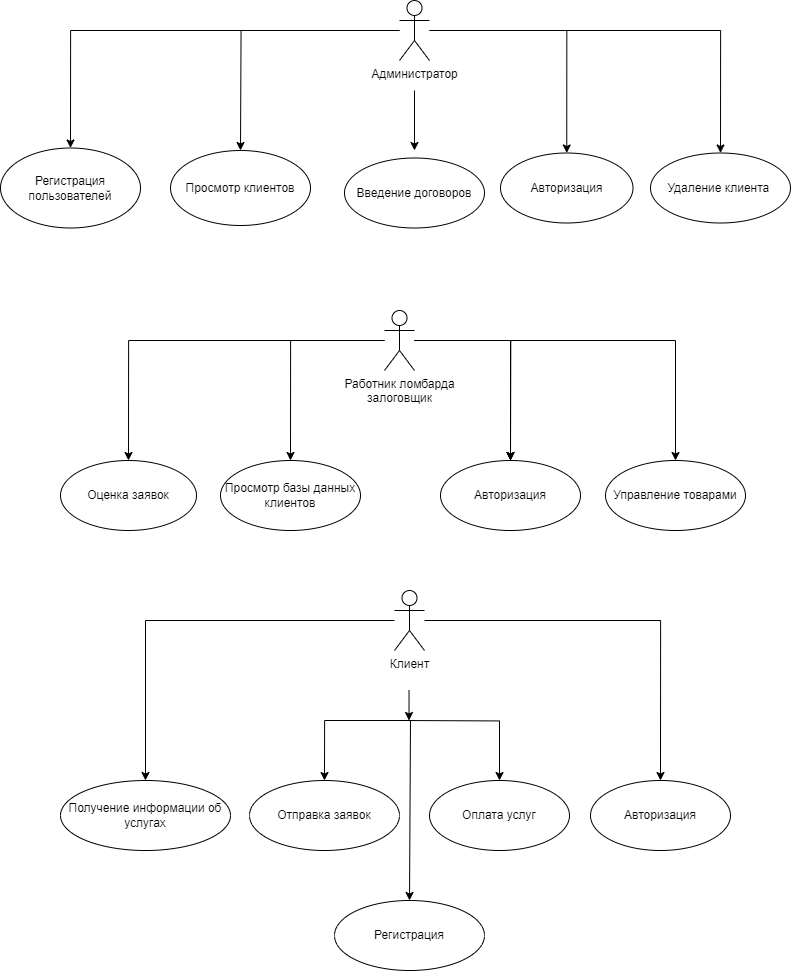 Администратор
Регистрация
пользователей
Просмотр клиентов
Введение договоров
Авторизация
Удаление клиента
Работник ломбарда
залоговщик
Оценка заявок
Просмотр базы данных
клиентов
Авторизация
Управление товарами
Клиент
Получение информации об
услугах
Отправка заявок
Оплата услуг
Авторизация
Регистрация